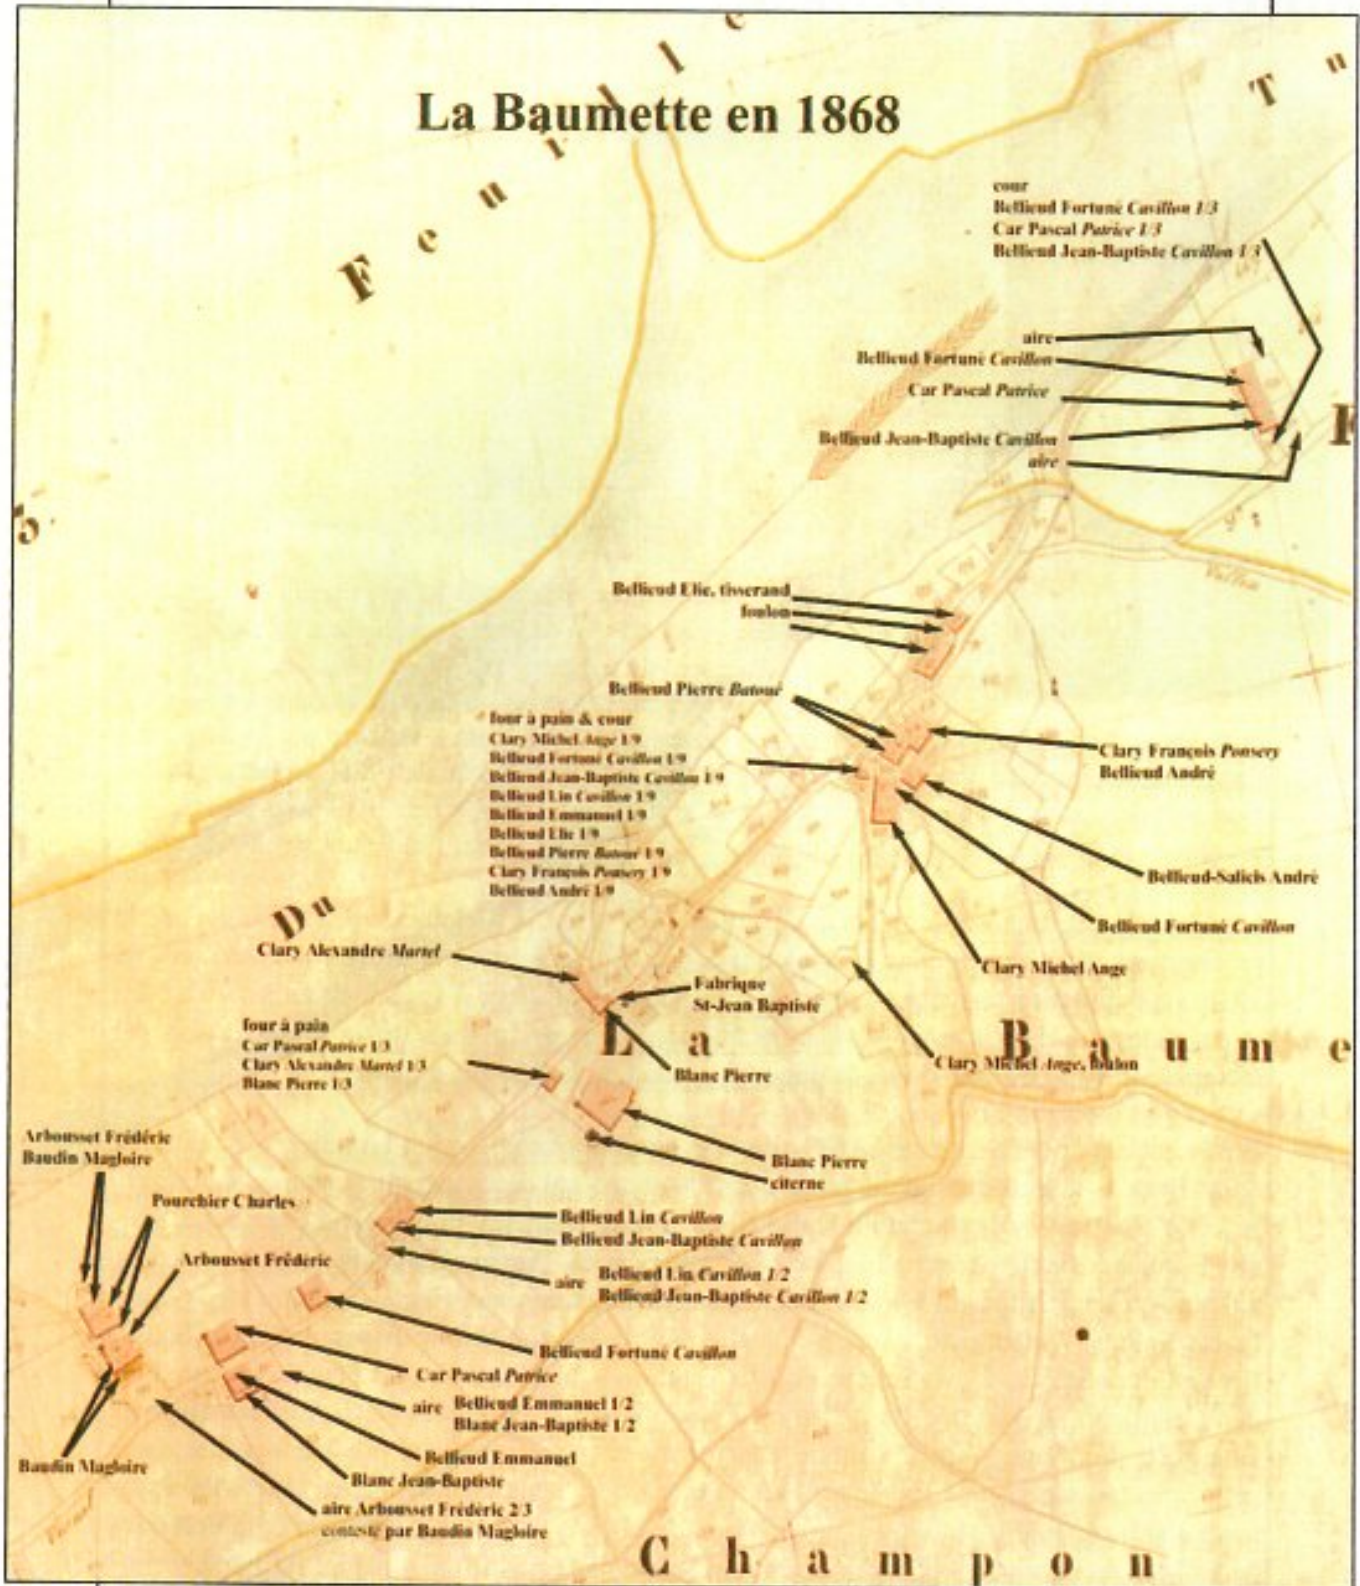 La Baumette en 1868
F e u i l l e
T u
cour
Bellieud Fortuné Cavillon 1/3
Car Pascal Patrice 1/3
Bellieud Jean-Baptiste Cavillon 1/3
aire
Bellieud Fortuné Cavillon
Car Pascal Patrice
Bellieud Jean-Baptiste Cavillon
aire
F
5
Vallon
Bellieud Elie, tisserand
foulon
Bellieud Pierre Batoué
four à pain & cour
Clary Michel Ange 1/9
Bellieud Fortuné Cavillon 1/9
Bellieud Jean-Baptiste Cavillon 1/9
Bellieud Lin Cavillon 1/9
Bellieud Emmanuel 1/9
Bellieud Elie 1/9
Bellieud Pierre Batoué 1/9
Clary François Ponsery 1/9
Bellieud André 1/9
Clary François Ponsery
Bellieud André
Bellieud-Salicis André
Bellieud Fortuné Cavillon
Clary Michel Ange
Du
Clary Alexandre Martel
Fabrique
St-Jean Baptiste
La Baume
Blanc Pierre
Clary Michel Ange, foulon
four à pain
Car Pascal Patrice 1/3
Clary Alexandre Martel 1/3
Blanc Pierre 1/3
Blanc Pierre
citerne
Arbousset Frédéric
Baudin Magloire
Pourchier Charles
Arbousset Frédéric
Bellieud Lin Cavillon
Bellieud Jean-Baptiste Cavillon
aire Bellieud Lin Cavillon 1/2
Bellieud Jean-Baptiste Cavillon 1/2
Bellieud Fortuné Cavillon
Car Pascal Patrice
aire Bellieud Emmanuel 1/2
Blanc Jean-Baptiste 1/2
Bellieud Emmanuel
Blanc Jean-Baptiste
Baudin Magloire
aire Arbousset Frédéric 2/3
contesté par Baudin Magloire
Champon